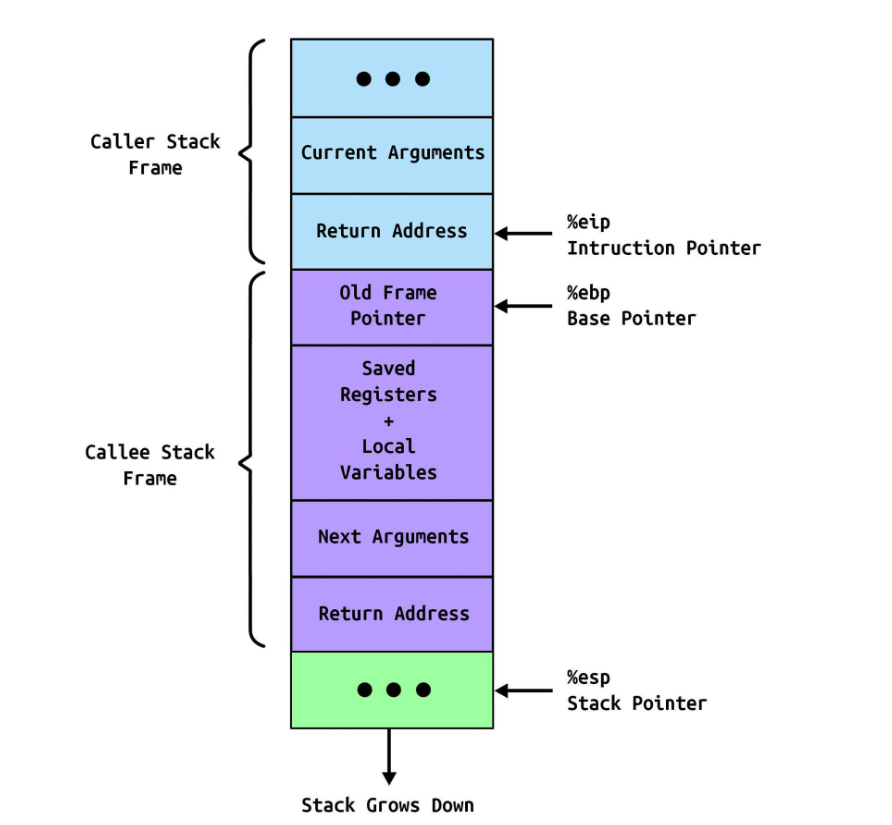 Caller Stack
Frame
Current Arguments
Return Address
%eip
Intruction Pointer
Old Frame
Pointer
%ebp
Base Pointer
Saved
Registers
+
Local
Variables
Callee Stack
Frame
Next Arguments
Return Address
%esp
Stack Pointer
Stack Grows Down